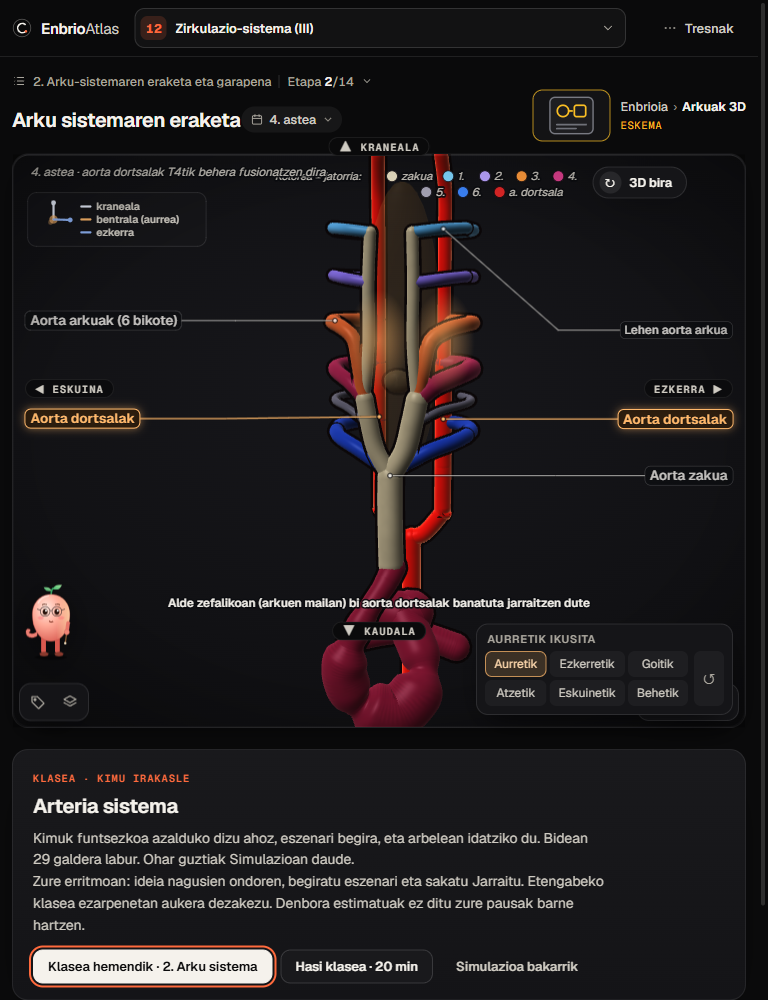 EnbrioAtlas
12 Zirkulazio-sistema (III)
··· Tresnak
2. Arku-sistemaren eraketa eta garapena
Etapa 2/14
Arku sistemaren eraketa
4. astea
Enbrioia › Arkuak 3D
ESKEMA
▲ KRANEALA
4. astea · aorta dortsalak T4tik behera fusionatzen dira
jatorria:
zakua 1. 2. 3. 4.
5. 6. a. dortsala
↻ 3D bira
kraneala
bentrala (aurrea)
ezkerra
Aorta arkuak (6 bikote)
Lehen aorta arkua
◀ ESKUINA
EZKERRA ▶
Aorta dortsalak
Aorta dortsalak
Aorta zakua
Alde zefalikoan (arkuen mailan) bi aorta dortsalak banatuta jarraitzen dute
▼ KAUDALA
AURRETIK IKUSITA
Aurretik Ezkerretik Goitik
Atzetik Eskuinetik Behetik
↺
KLASEA · KIMU IRAKASLE
Arteria sistema
Kimuk funtsezkoa azalduko dizu ahoz, eszenari begira, eta arbelean idatziko du. Bidean
29 galdera labur. Ohar guztiak Simulazioan daude.
Zure erritmoan: ideia nagusien ondoren, begiratu eszenari eta sakatu Jarraitu. Etengabeko
klasea ezarpenetan aukera dezakezu. Denbora estimatuak ez ditu zure pausak barne
hartzen.
Klasea hemendik · 2. Arku sistema
Hasi klasea · 20 min
Simulazioa bakarrik